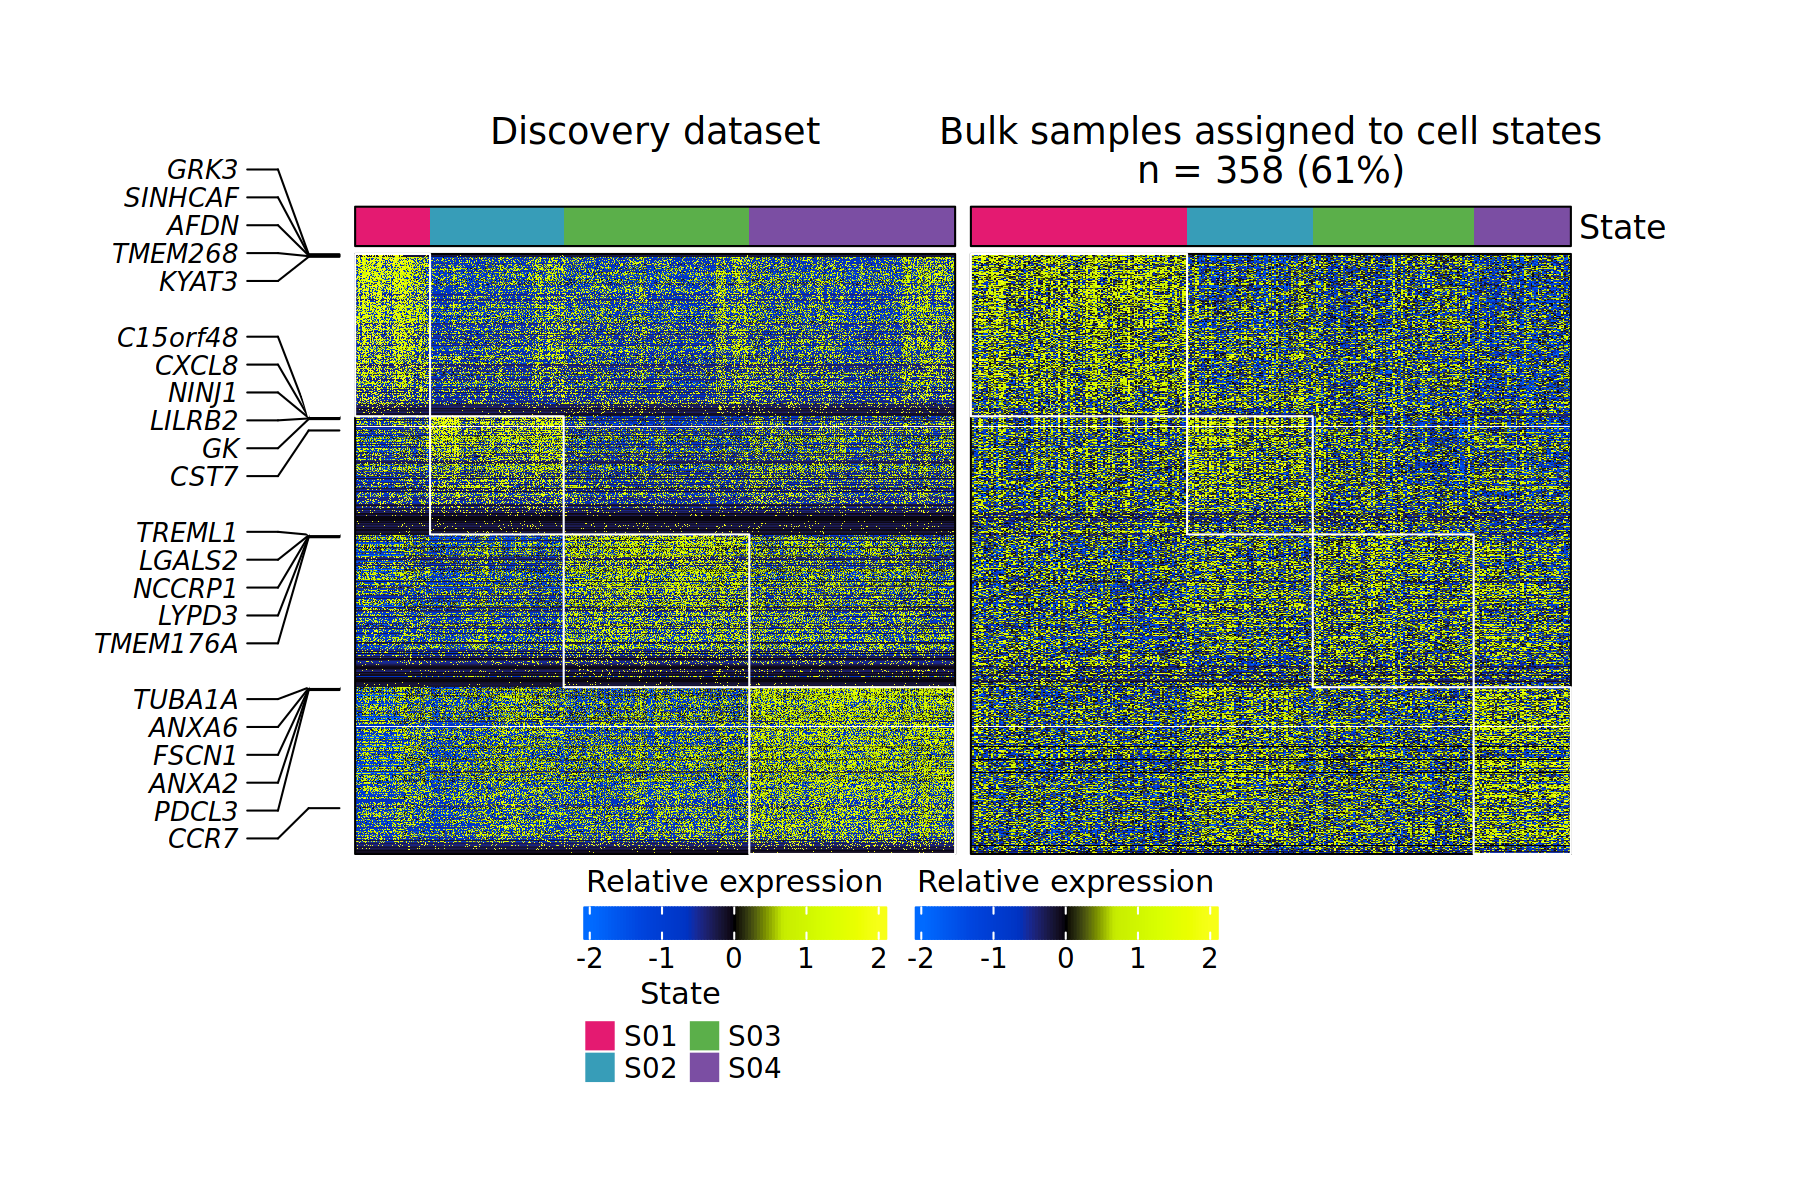 Discovery dataset
Bulk samples assigned to cell states
n = 358 (61%)
State
GRK3
SINHCAF
AFDN
TMEM268
KYAT3
C15orf48
CXCL8
NINJ1
LILRB2
GK
CST7
TREML1
LGALS2
NCCRP1
LYPD3
TMEM176A
TUBA1A
ANXA6
FSCN1
ANXA2
PDCL3
CCR7
Relative expression
-2 -1 0 1 2
Relative expression
-2 -1 0 1 2
State
S01 S03
S02 S04